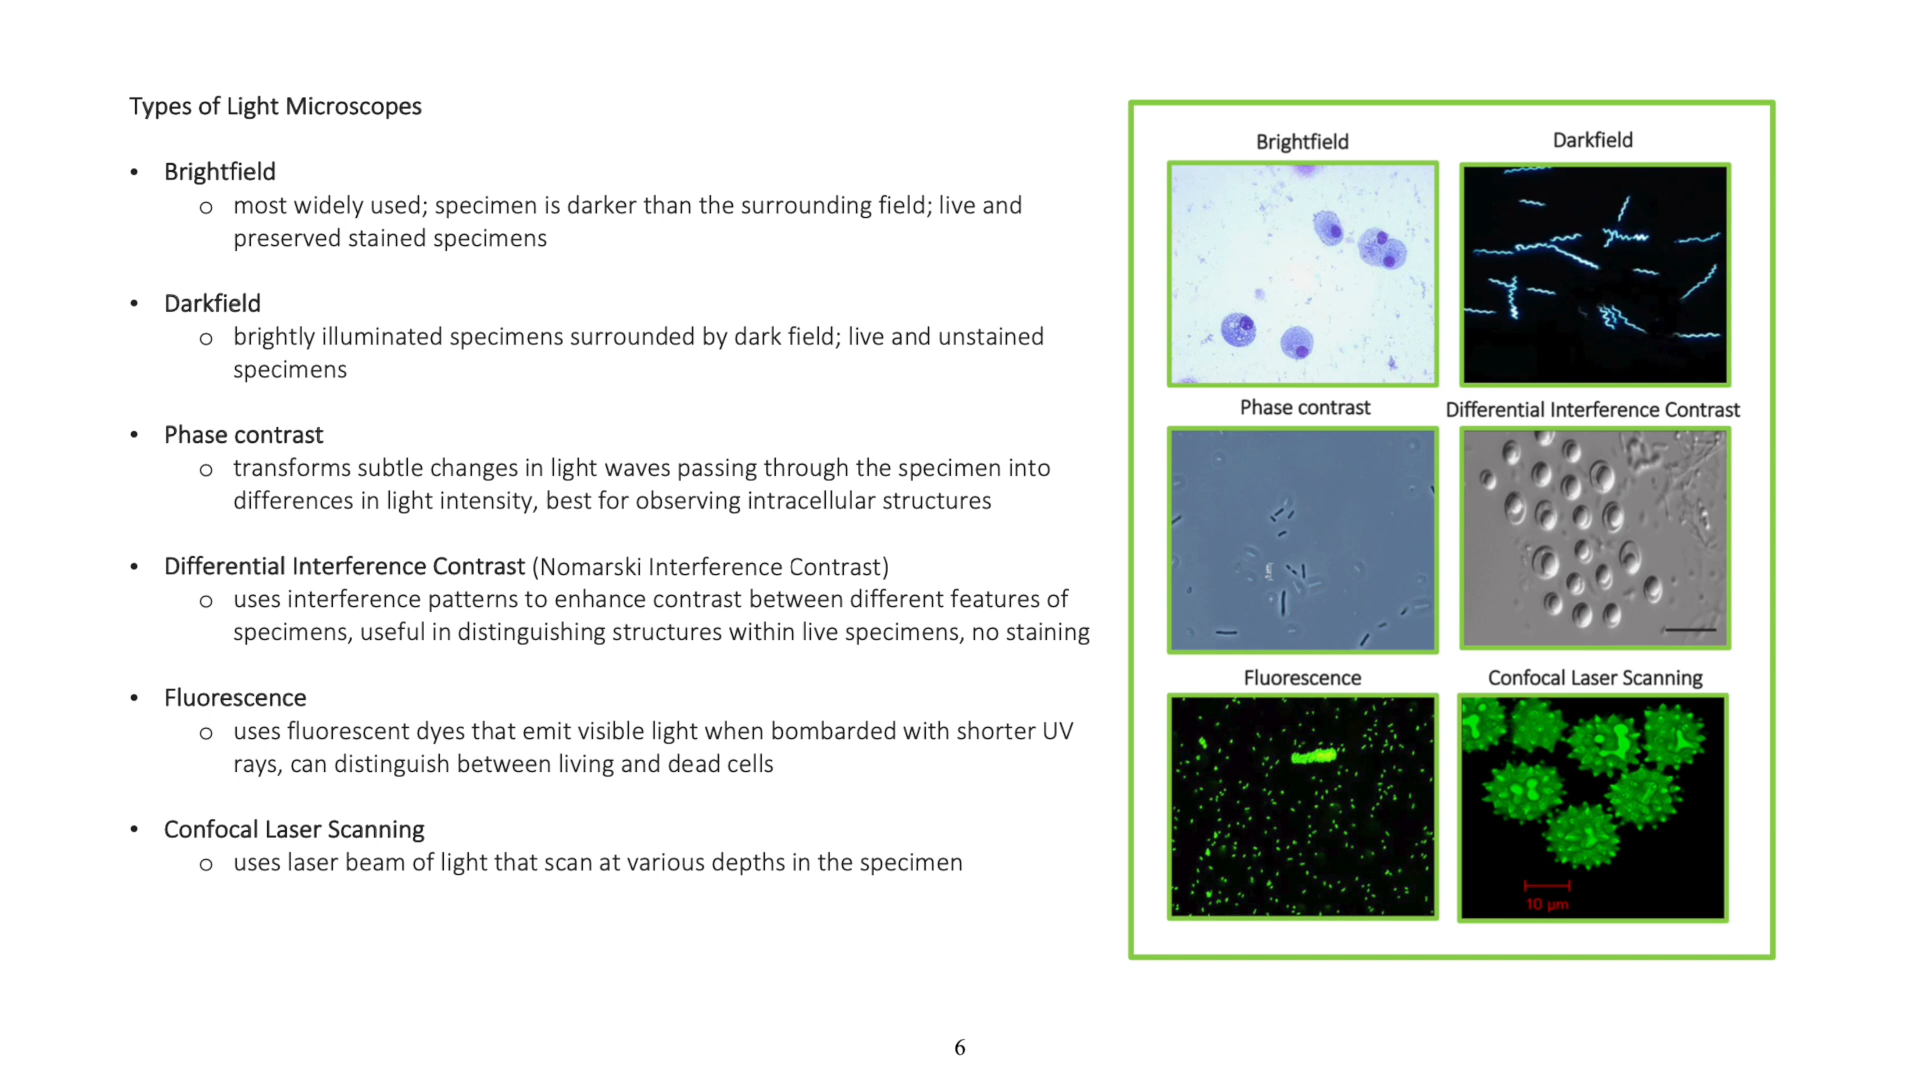 Types of Light Microscopes
• Brightfield
o most widely used; specimen is darker than the surrounding field; live and
preserved stained specimens
• Darkfield
o brightly illuminated specimens surrounded by dark field; live and unstained
specimens
• Phase contrast
o transforms subtle changes in light waves passing through the specimen into
differences in light intensity, best for observing intracellular structures
• Differential Interference Contrast (Nomarski Interference Contrast)
o uses interference patterns to enhance contrast between different features of
specimens, useful in distinguishing structures within live specimens, no staining
• Fluorescence
o uses fluorescent dyes that emit visible light when bombarded with shorter UV
rays, can distinguish between living and dead cells
• Confocal Laser Scanning
o uses laser beam of light that scan at various depths in the specimen
Brightfield
Darkfield
Phase contrast
Differential Interference Contrast
Fluorescence
Confocal Laser Scanning
10 µm
6